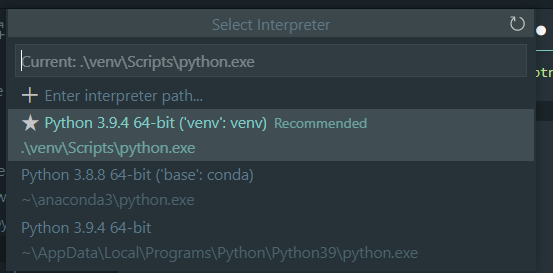 Select Interpreter
Current: .\venv\Scripts\python.exe
Enter interpreter path...
Python 3.9.4 64-bit ('venv': venv) Recommended
.\venv\Scripts\python.exe
Python 3.8.8 64-bit ('base': conda)
~\anaconda3\python.exe
Python 3.9.4 64-bit
~\AppData\Local\Programs\Python\Python39\python.exe